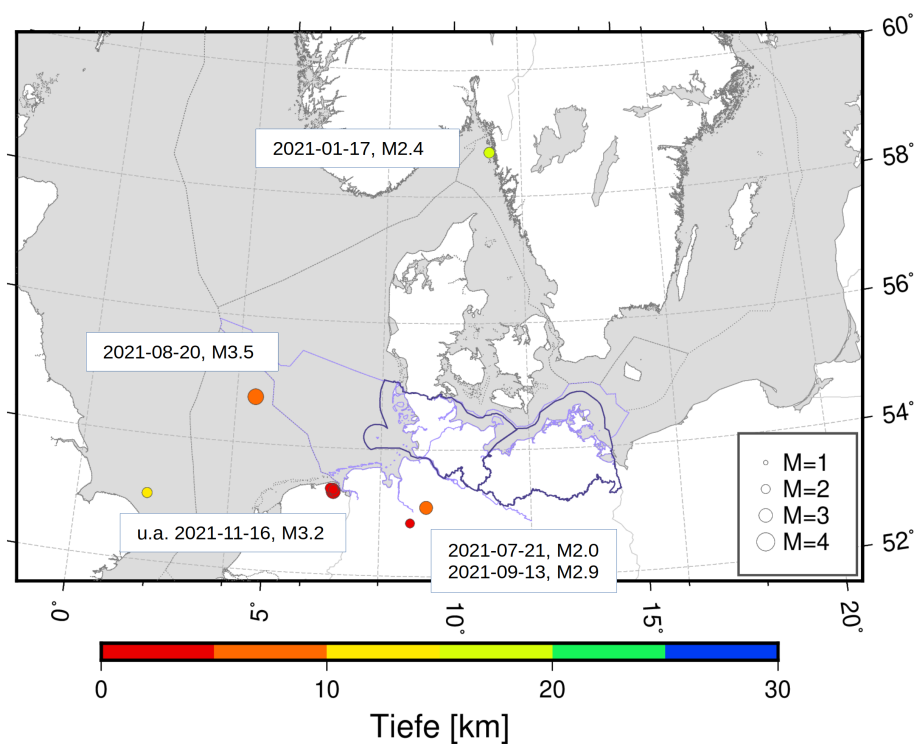 60°
2021-01-17, M2.4
58°
56°
2021-08-20, M3.5
54°
M=1
M=2
M=3
M=4
u.a. 2021-11-16, M3.2
2021-07-21, M2.0
2021-09-13, M2.9
52°
0° 5° 10° 15° 20°
0 10 20 30
Tiefe [km]